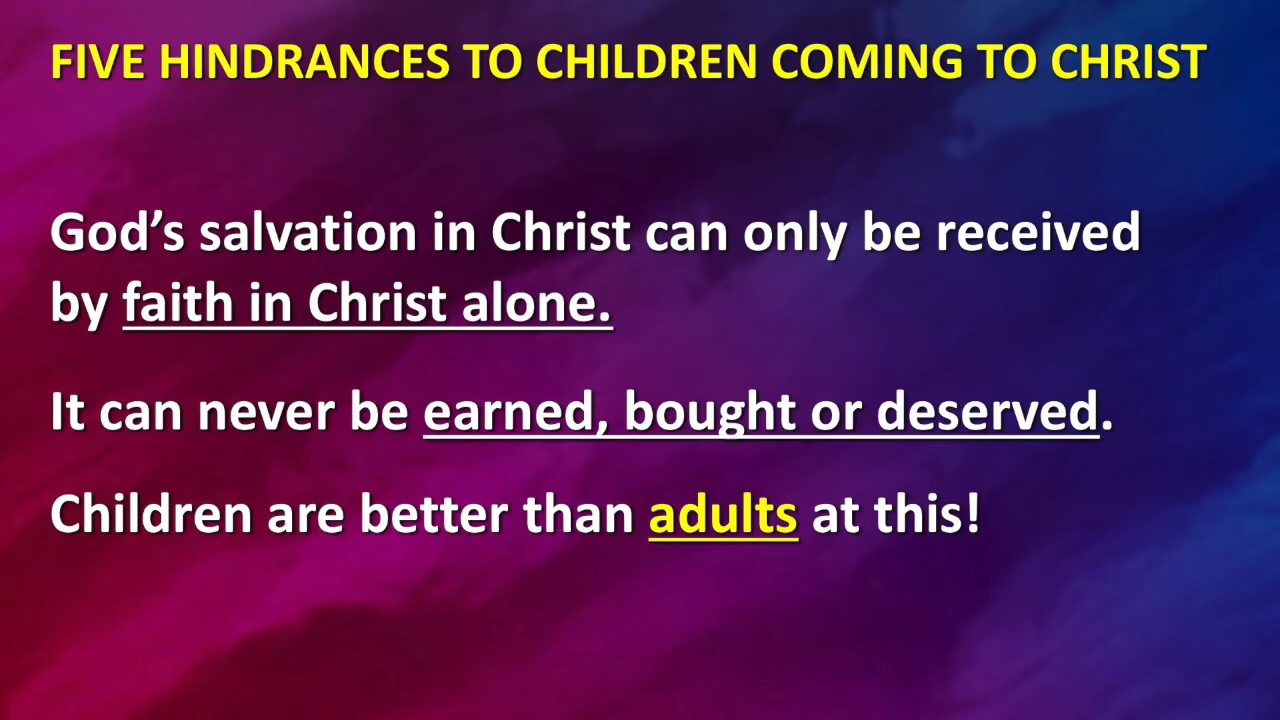 FIVE HINDRANCES TO CHILDREN COMING TO CHRIST
God’s salvation in Christ can only be received
by faith in Christ alone.
It can never be earned, bought or deserved.
Children are better than adults at this!